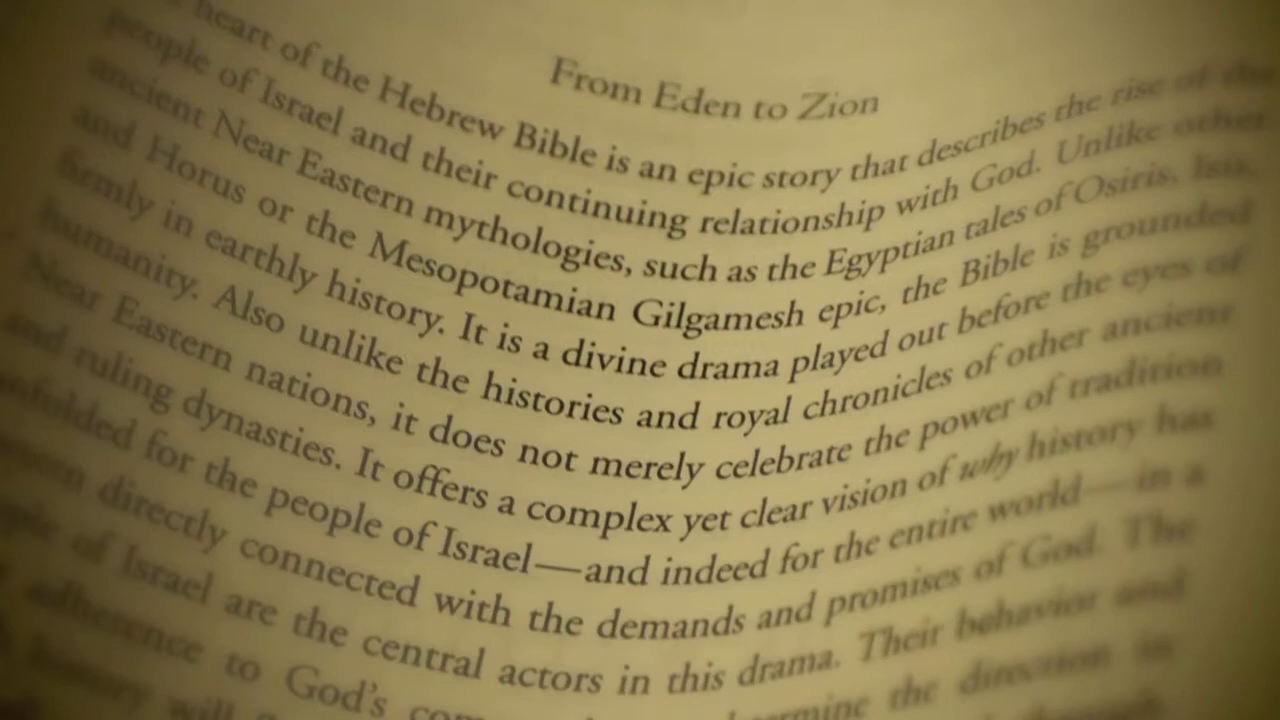 From Eden to Zion
heart of the Hebrew Bible is an epic story that describes the rise of the
people of Israel and their continuing relationship with God. Unlike other
ancient Near Eastern mythologies, such as the Egyptian tales of Osiris, Isis,
and Horus or the Mesopotamian Gilgamesh epic, the Bible is grounded
firmly in earthly history. It is a divine drama played out before the eyes of
humanity. Also unlike the histories and royal chronicles of other ancient
Near Eastern nations, it does not merely celebrate the power of tradition
and ruling dynasties. It offers a complex yet clear vision of why history has
unfolded for the people of Israel—and indeed for the entire world—in a
directly connected with the demands and promises of God. The
of Israel are the central actors in this drama. Their behavior and
adherence to God's the direction in
history will